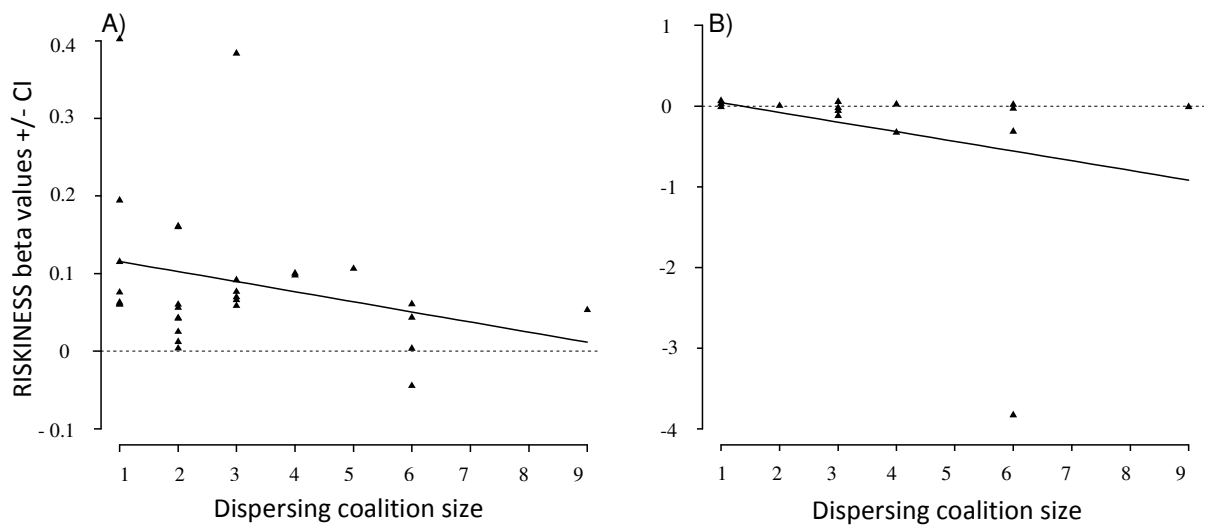 A)
RISKINESS beta values +/- CI
0.4
0.3
0.2
0.1
0
- 0.1
1 2 3 4 5 6 7 8 9
Dispersing coalition size
B)
1
0
-1
-2
-3
-4
1 2 3 4 5 6 7 8 9
Dispersing coalition size